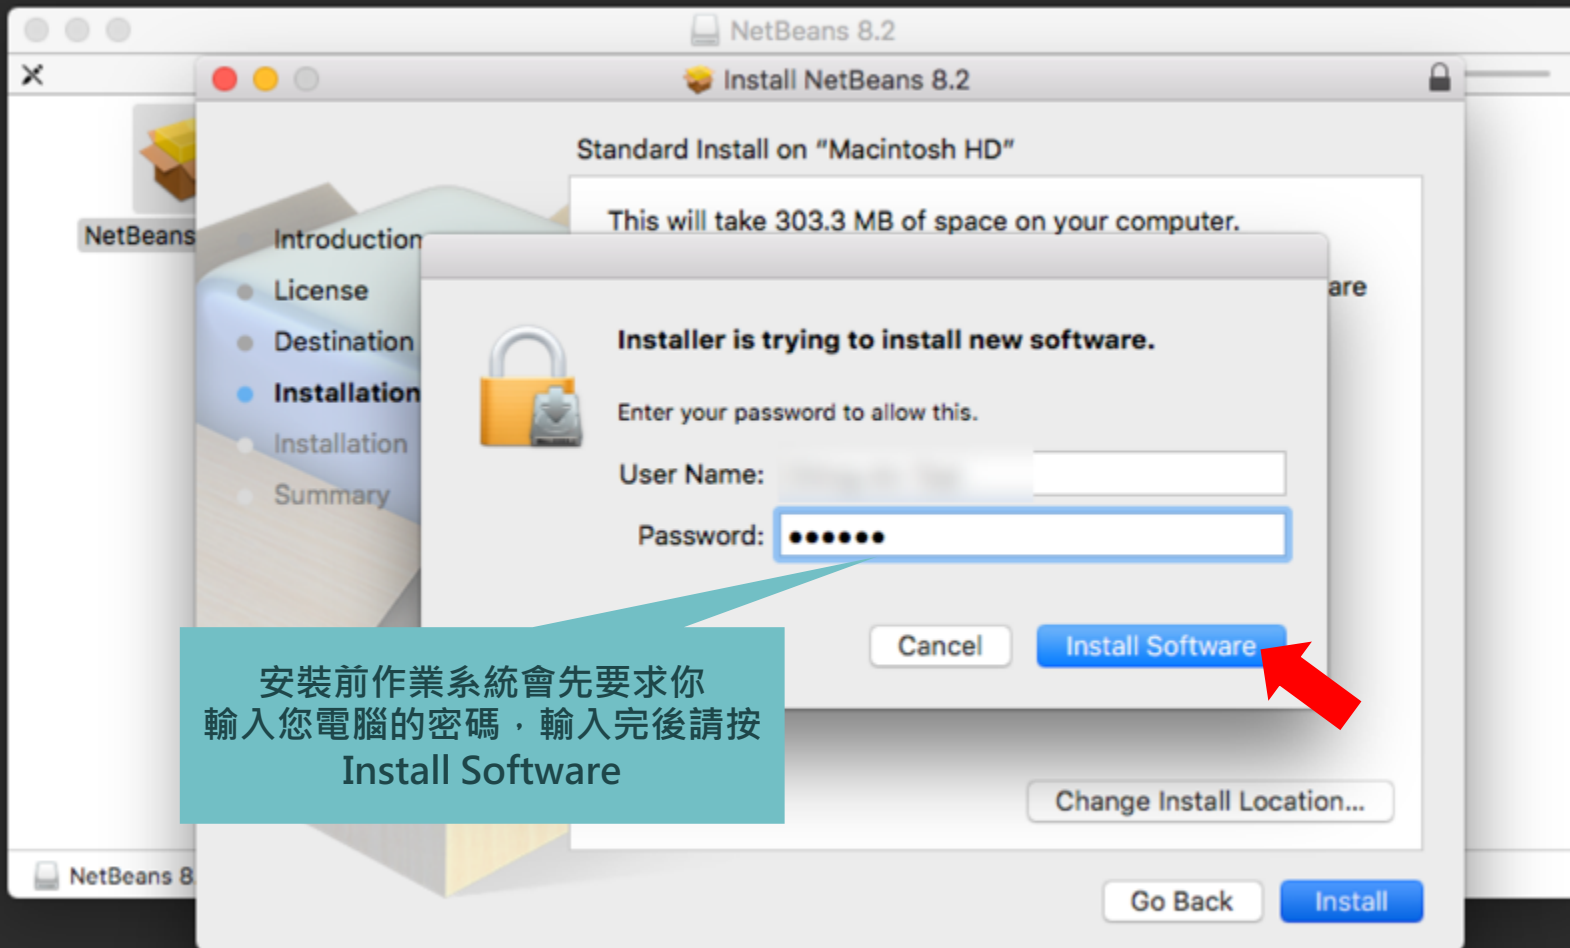 NetBeans 8.2
Install NetBeans 8.2
Standard Install on “Macintosh HD”
NetBeans
This will take 303.3 MB of space on your computer.
Introduction
License
are
Destination
Installation
Installation
Summary
Installer is trying to install new software.
Enter your password to allow this.
User Name:
Password: ••••••
Cancel
Install Software
安裝前作業系統會先要求你
輸入您電腦的密碼，輸入完後請按
Install Software
Change Install Location...
NetBeans 8
Go Back
Install